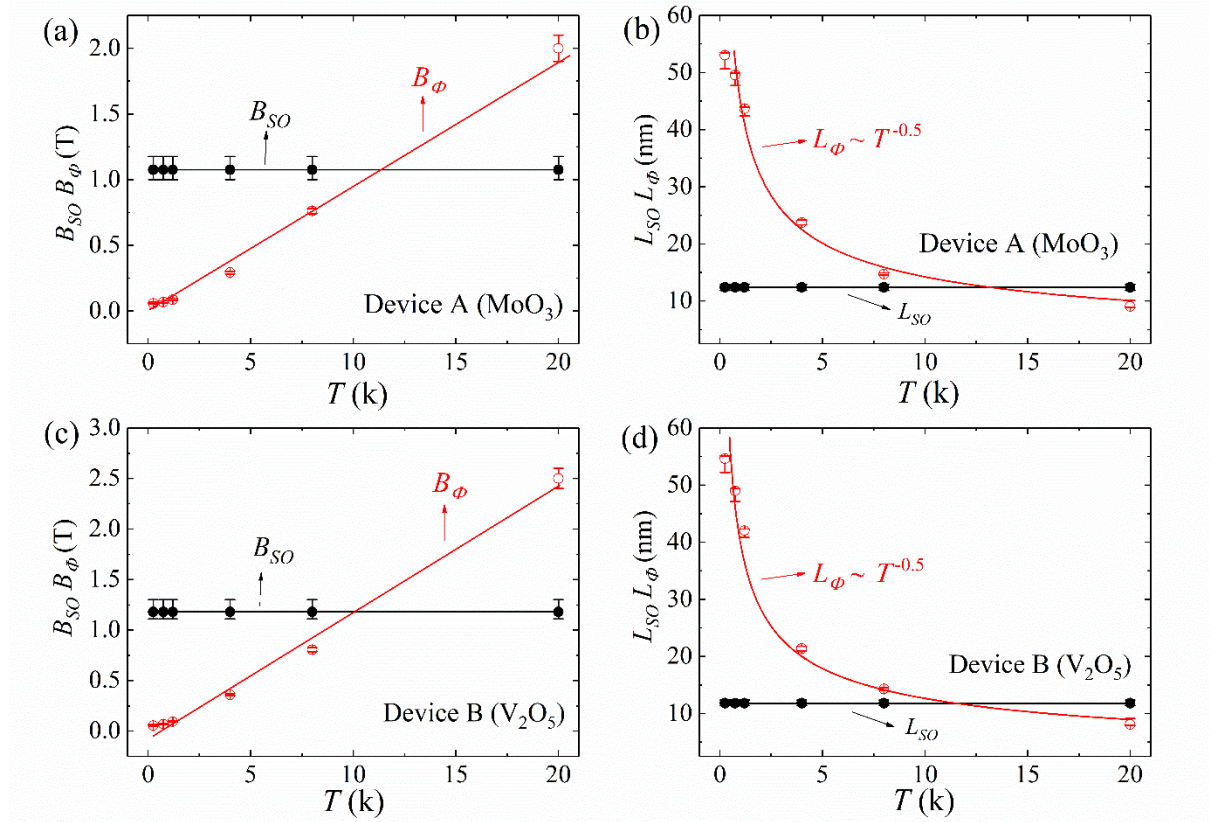 (a)
B_SO B_Φ (T)
2.0
1.5
1.0
0.5
0.0
B_SO
B_Φ
Device A (MoO₃)
0 5 10 15 20
T (k)
(b)
L_SO L_Φ (nm)
60
50
40
30
20
10
L_Φ ~ T^-0.5
Device A (MoO₃)
L_SO
0 5 10 15 20
T (k)
(c)
B_SO B_Φ (T)
3.0
2.5
2.0
1.5
1.0
0.5
0.0
B_SO
B_Φ
Device B (V₂O₅)
0 5 10 15 20
T (k)
(d)
L_SO L_Φ (nm)
60
50
40
30
20
10
L_Φ ~ T^-0.5
Device B (V₂O₅)
L_SO
0 5 10 15 20
T (k)